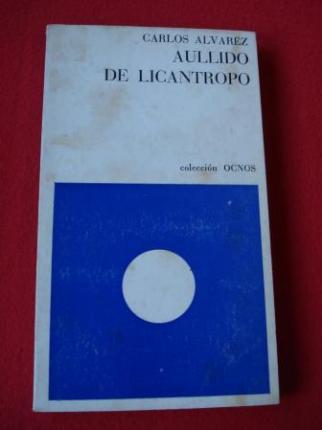 CARLOS ALVAREZ
AULLIDO
DE LICANTROPO
colección OCNOS